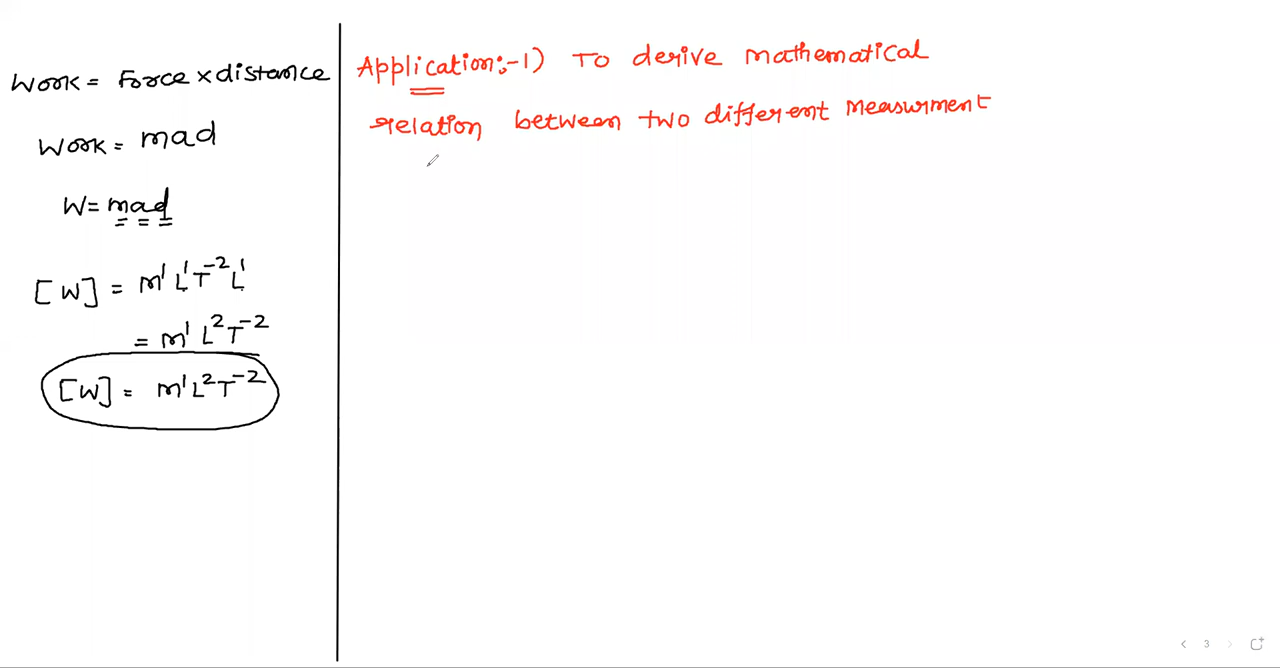 Work = Force × distance
Work = mad
W = mad
[W] = M¹L¹T⁻²L¹
= M¹L²T⁻²
[W] = M¹L²T⁻²
Application:-1) To derive mathematical
relation between two different measurment
3